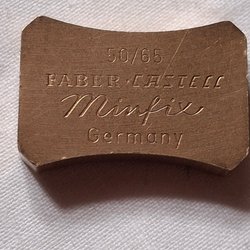 50/65
FABER-CASTELL
Minfix
Germany